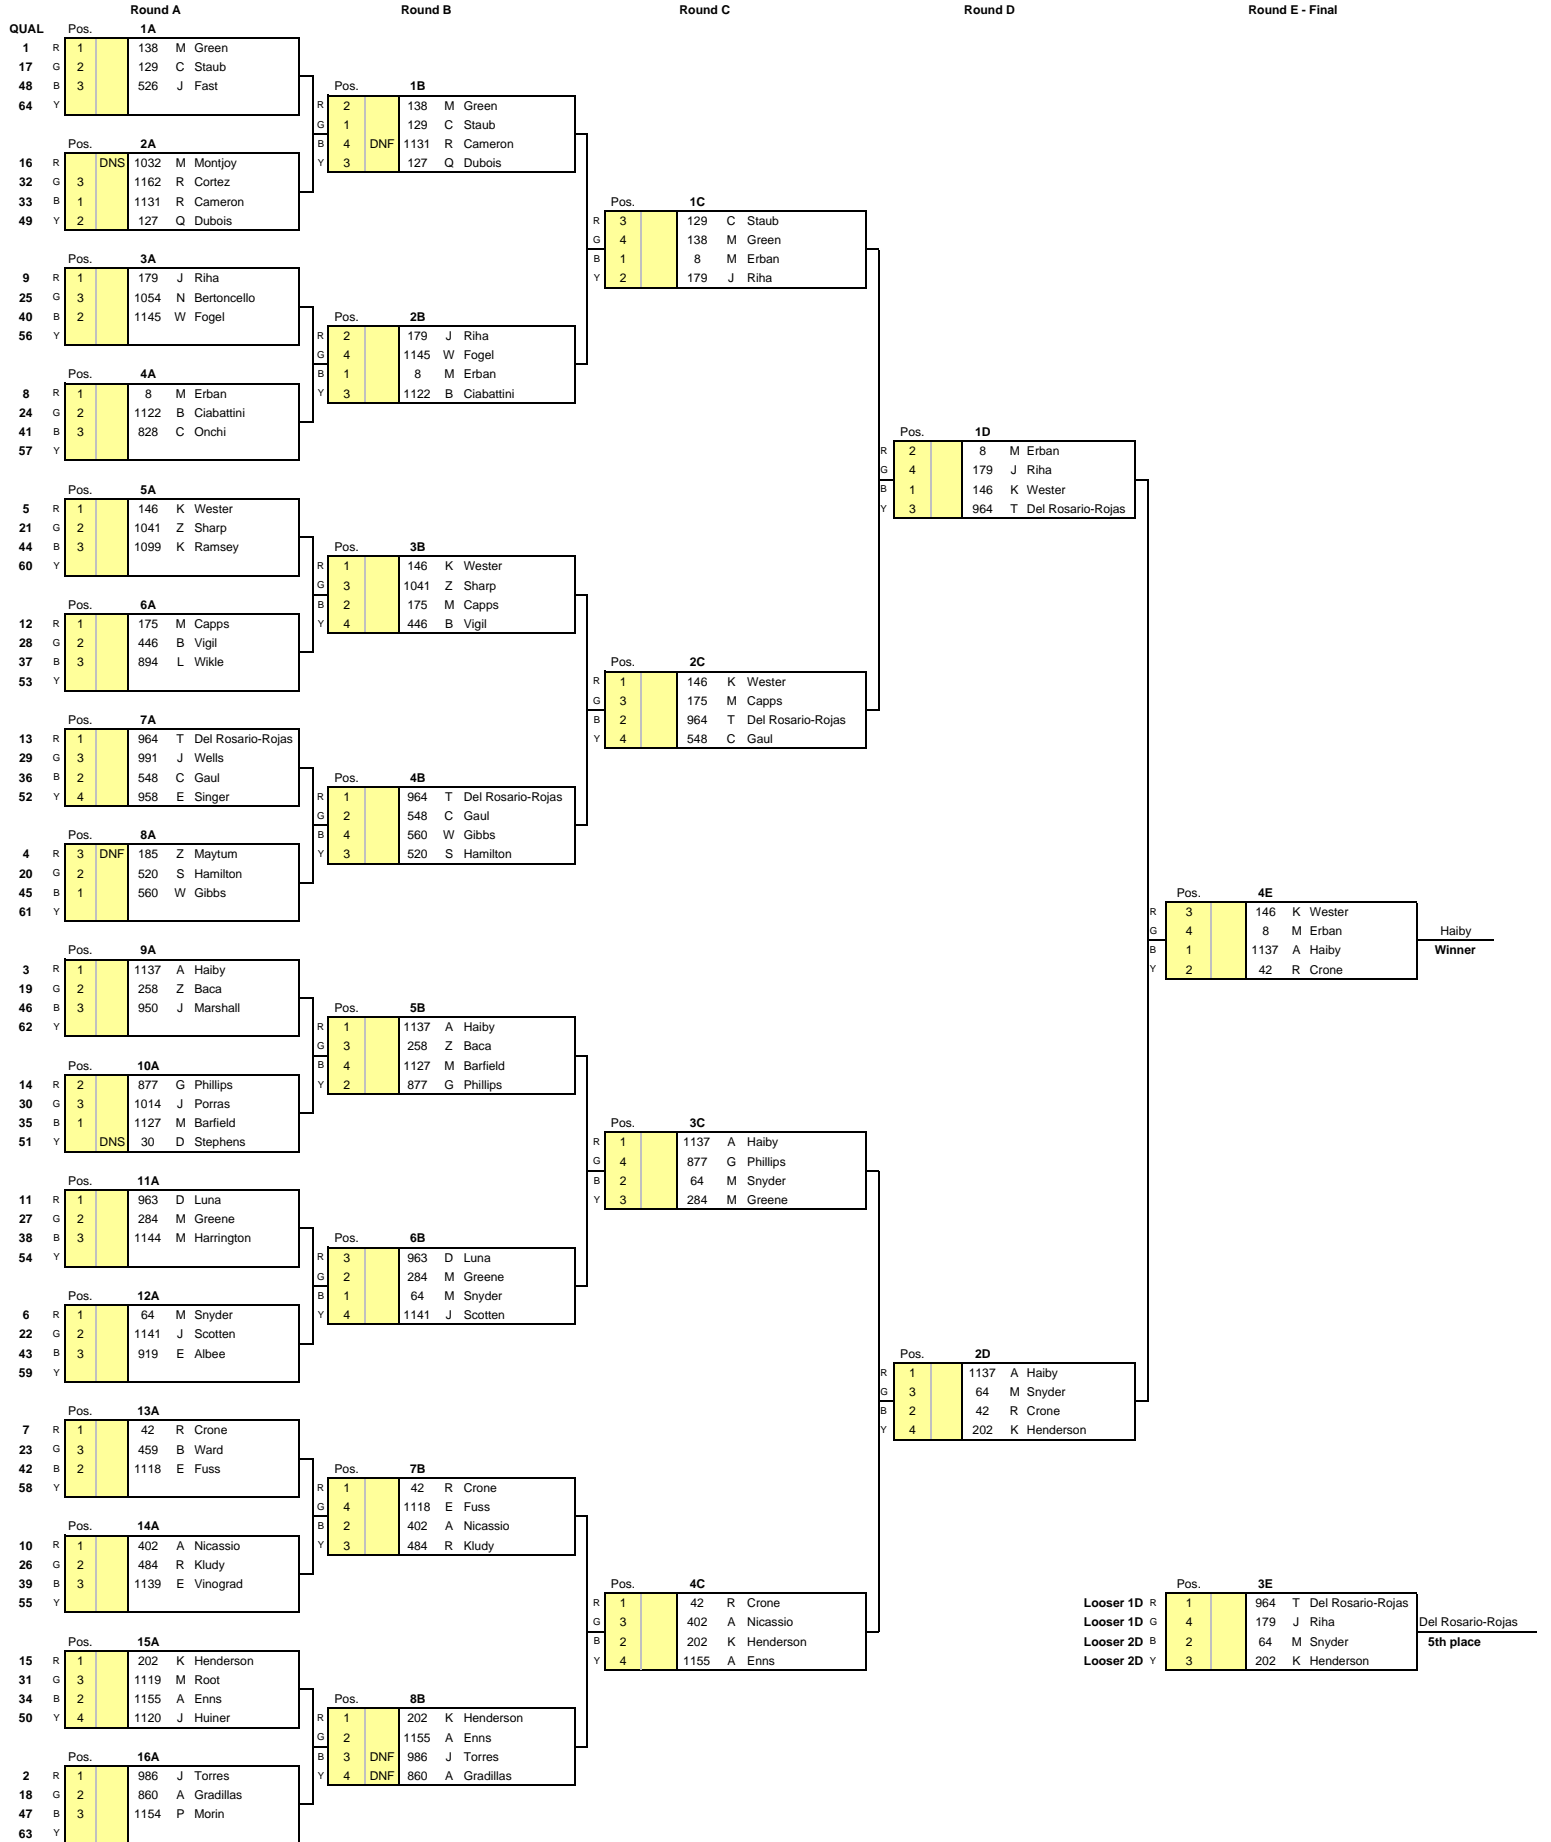 Round A Round B Round C Round D Round E - Final
QUAL Pos. 1A
1 R 1 138 M Green
17 G 2 129 C Staub
48 B 3 526 J Fast
64 Y
Pos. 2A
16 R DNS 1032 M Montjoy
32 G 3 1162 R Cortez
33 B 1 1131 R Cameron
49 Y 2 127 Q Dubois
Pos. 3A
9 R 1 179 J Riha
25 G 3 1054 N Bertoncello
40 B 2 1145 W Fogel
56 Y
Pos. 4A
8 R 1 8 M Erban
24 G 2 1122 B Ciabattini
41 B 3 828 C Onchi
57 Y
Pos. 5A
5 R 1 146 K Wester
21 G 2 1041 Z Sharp
44 B 3 1099 K Ramsey
60 Y
Pos. 6A
12 R 1 175 M Capps
28 G 2 446 B Vigil
37 B 3 894 L Wikle
53 Y
Pos. 7A
13 R 1 964 T Del Rosario-Rojas
29 G 3 991 J Wells
36 B 2 548 C Gaul
52 Y 4 958 E Singer
Pos. 8A
4 R 3 DNF 185 Z Maytum
20 G 2 520 S Hamilton
45 B 1 560 W Gibbs
61 Y
Pos. 9A
3 R 1 1137 A Haiby
19 G 2 258 Z Baca
46 B 3 950 J Marshall
62 Y
Pos. 10A
14 R 2 877 G Phillips
30 G 3 1014 J Porras
35 B 1 1127 M Barfield
51 Y DNS 30 D Stephens
Pos. 11A
11 R 1 963 D Luna
27 G 2 284 M Greene
38 B 3 1144 M Harrington
54 Y
Pos. 12A
6 R 1 64 M Snyder
22 G 2 1141 J Scotten
43 B 3 919 E Albee
59 Y
Pos. 13A
7 R 1 42 R Crone
23 G 3 459 B Ward
42 B 2 1118 E Fuss
58 Y
Pos. 14A
10 R 1 402 A Nicassio
26 G 2 484 R Kludy
39 B 3 1139 E Vinograd
55 Y
Pos. 15A
15 R 1 202 K Henderson
31 G 3 1119 M Root
34 B 2 1155 A Enns
50 Y 4 1120 J Huiner
Pos. 16A
2 R 1 986 J Torres
18 G 2 860 A Gradillas
47 B 3 1154 P Morin
63 Y
Pos. 1B
R 2 138 M Green
G 1 129 C Staub
B 4 DNF 1131 R Cameron
Y 3 127 Q Dubois
Pos. 2B
R 2 179 J Riha
G 4 1145 W Fogel
B 1 8 M Erban
Y 3 1122 B Ciabattini
Pos. 3B
R 1 146 K Wester
G 3 1041 Z Sharp
B 2 175 M Capps
Y 4 446 B Vigil
Pos. 4B
R 1 964 T Del Rosario-Rojas
G 2 548 C Gaul
B 4 560 W Gibbs
Y 3 520 S Hamilton
Pos. 5B
R 1 1137 A Haiby
G 3 258 Z Baca
B 4 1127 M Barfield
Y 2 877 G Phillips
Pos. 6B
R 3 963 D Luna
G 2 284 M Greene
B 1 64 M Snyder
Y 4 1141 J Scotten
Pos. 7B
R 1 42 R Crone
G 4 1118 E Fuss
B 2 402 A Nicassio
Y 3 484 R Kludy
Pos. 8B
R 1 202 K Henderson
G 2 1155 A Enns
B 3 DNF 986 J Torres
Y 4 DNF 860 A Gradillas
Pos. 1C
R 3 129 C Staub
G 4 138 M Green
B 1 8 M Erban
Y 2 179 J Riha
Pos. 2C
R 1 146 K Wester
G 3 175 M Capps
B 2 964 T Del Rosario-Rojas
Y 4 548 C Gaul
Pos. 3C
R 1 1137 A Haiby
G 4 877 G Phillips
B 2 64 M Snyder
Y 3 284 M Greene
Pos. 4C
R 1 42 R Crone
G 3 402 A Nicassio
B 2 202 K Henderson
Y 4 1155 A Enns
Pos. 1D
R 2 8 M Erban
G 4 179 J Riha
B 1 146 K Wester
Y 3 964 T Del Rosario-Rojas
Pos. 2D
R 1 1137 A Haiby
G 3 64 M Snyder
B 2 42 R Crone
Y 4 202 K Henderson
Pos. 4E
R 3 146 K Wester
G 4 8 M Erban Haiby
B 1 1137 A Haiby Winner
Y 2 42 R Crone
Pos. 3E
Looser 1D R 1 964 T Del Rosario-Rojas
Looser 1D G 4 179 J Riha Del Rosario-Rojas
Looser 2D B 2 64 M Snyder 5th place
Looser 2D Y 3 202 K Henderson